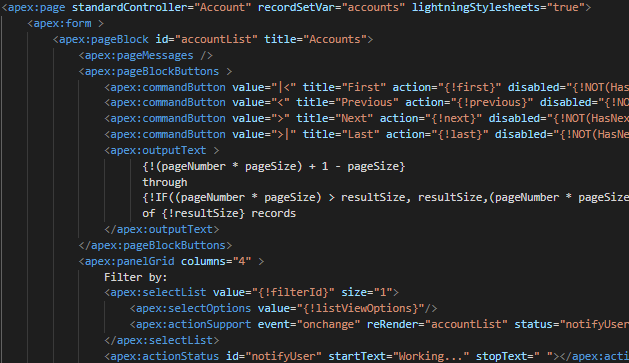 <apex:page standardController="Account" recordSetVar="accounts" lightningStylesheets="true">
<apex:form >
<apex:pageBlock id="accountList" title="Accounts">
<apex:pageMessages />
<apex:pageBlockButtons >
<apex:commandButton value="|<" title="First" action="{!first}" disabled="{!NOT(Has
<apex:commandButton value="<" title="Previous" action="{!previous}" disabled="{!NO
<apex:commandButton value=">" title="Next" action="{!next}" disabled="{!NOT(HasNex
<apex:commandButton value=">|" title="Last" action="{!last}" disabled="{!NOT(HasNe
<apex:outputText >
{!(pageNumber * pageSize) + 1 - pageSize}
through
{!IF((pageNumber * pageSize) > resultSize, resultSize,(pageNumber * pageSize
of {!resultSize} records
</apex:outputText>
</apex:pageBlockButtons>
<apex:panelGrid columns="4" >
Filter by:
<apex:selectList value="{!filterId}" size="1">
<apex:selectOptions value="{!listViewOptions}"/>
<apex:actionSupport event="onchange" reRender="accountList" status="notifyUser
</apex:selectList>
<apex:actionStatus id="notifyUser" startText="Working..." stopText=" "></apex:acti